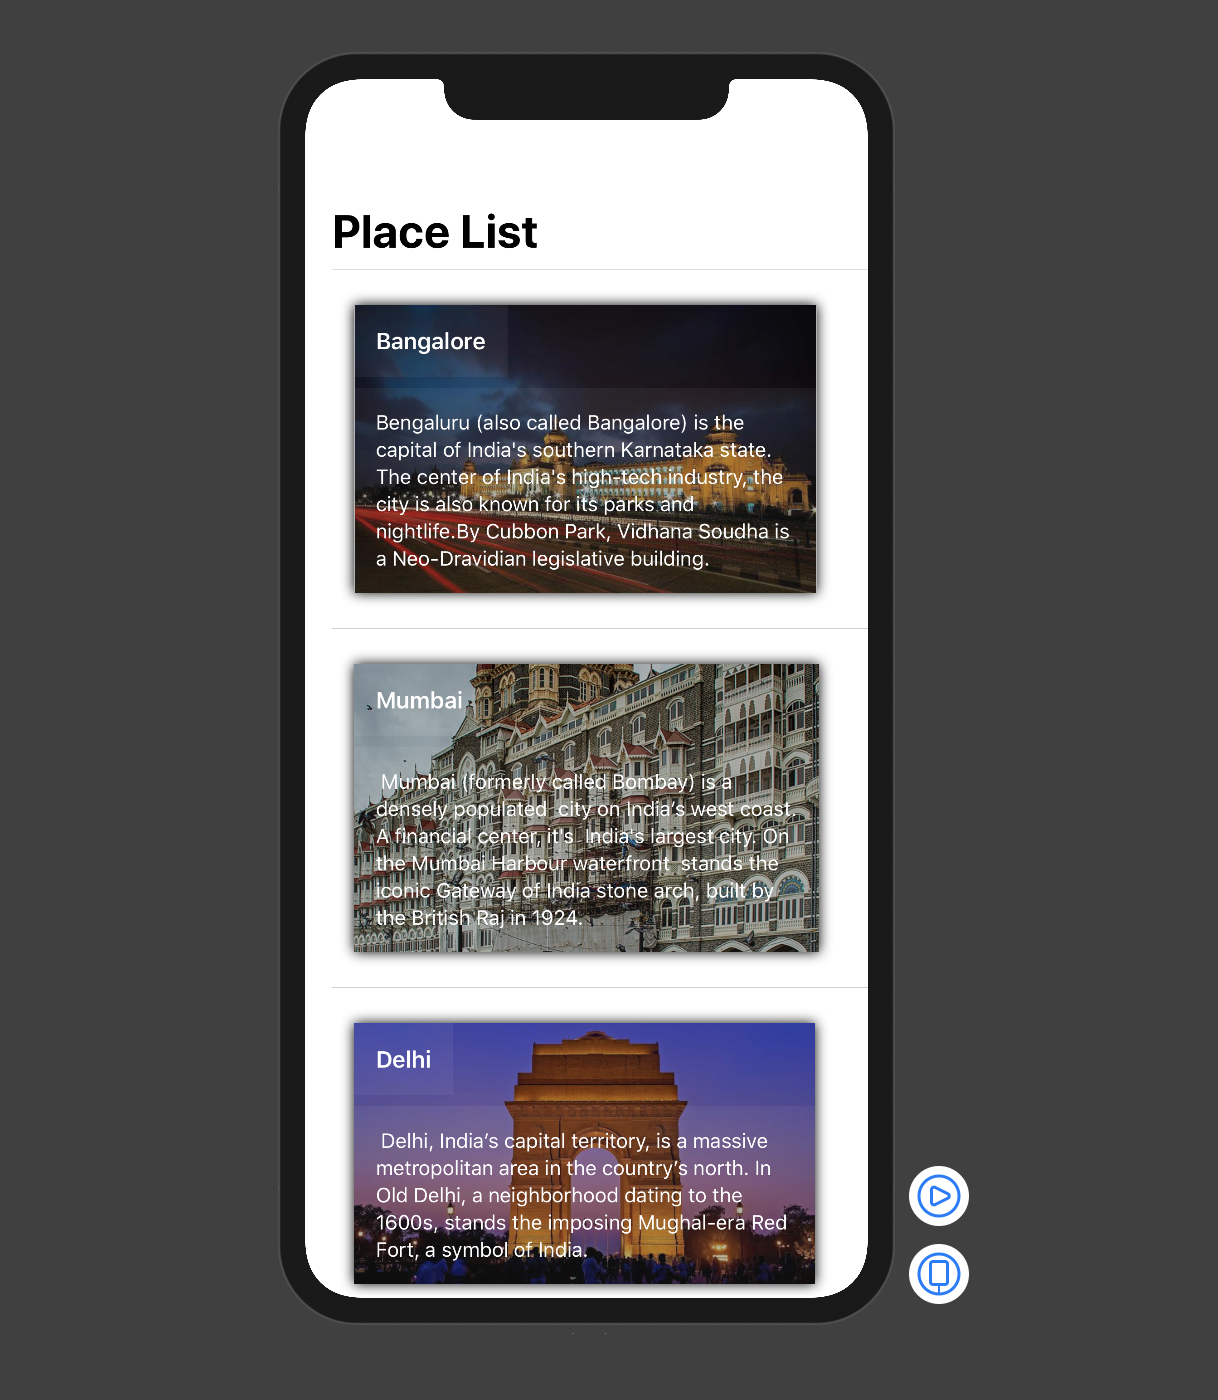 Place List
Bangalore
Bengaluru (also called Bangalore) is the
capital of India's southern Karnataka state.
The center of India's high-tech industry, the
city is also known for its parks and
nightlife.By Cubbon Park, Vidhana Soudha is
a Neo-Dravidian legislative building.
Mumbai
Mumbai (formerly called Bombay) is a
densely populated  city on India’s west coast.
A financial center, it's  India's largest city. On
the Mumbai Harbour waterfront  stands the
iconic Gateway of India stone arch, built by
the British Raj in 1924.
Delhi
Delhi, India’s capital territory, is a massive
metropolitan area in the country’s north. In
Old Delhi, a neighborhood dating to the
1600s, stands the imposing Mughal-era Red
Fort, a symbol of India.